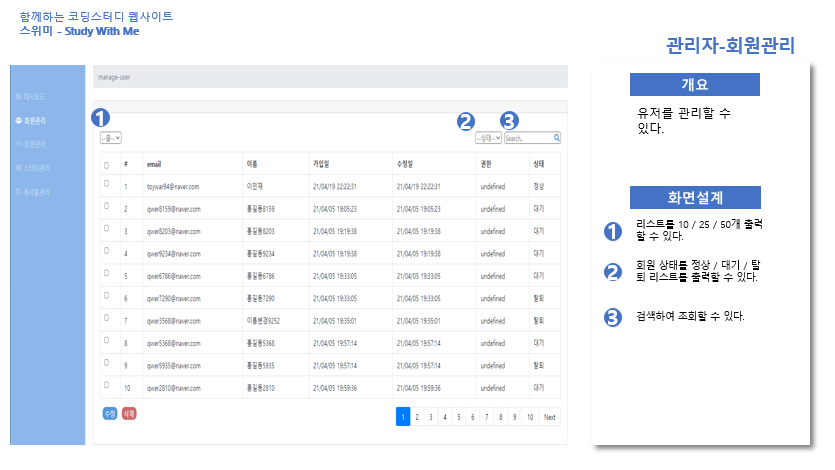 함께하는 코딩스터디 웹사이트
스위미 - Study With Me
관리자-회원관리
대시보드
회원관리
모임관리
스터디관리
게시물관리
manage-user
1
2
3
--줄--
--상태--
Search..
# email 이름 가입일 수정일 권한 상태
1 toywar94@naver.com 이민재 21/04/19 22:22:31 21/04/19 22:22:31 undefined 정상
2 qwer8159@naver.com 홍길동8159 21/04/05 19:05:23 21/04/05 19:05:23 undefined 대기
3 qwer8203@naver.com 홍길동8203 21/04/05 19:19:38 21/04/05 19:19:38 undefined 대기
4 qwer9234@naver.com 홍길동9234 21/04/05 19:19:38 21/04/05 19:19:38 undefined 대기
5 qwer6786@naver.com 홍길동6786 21/04/05 19:33:05 21/04/05 19:33:05 undefined 대기
6 qwer7290@naver.com 홍길동7290 21/04/05 19:33:05 21/04/05 19:33:05 undefined 탈퇴
7 qwer3568@naver.com 이름변경9252 21/04/05 19:35:01 21/04/05 19:35:01 undefined 탈퇴
8 qwer5368@naver.com 홍길동5368 21/04/05 19:57:14 21/04/05 19:57:14 undefined 대기
9 qwer5935@naver.com 홍길동5935 21/04/05 19:57:14 21/04/05 19:57:14 undefined 탈퇴
10 qwer2810@naver.com 홍길동2810 21/04/05 19:59:36 21/04/05 19:59:36 undefined 대기
수정 삭제
1 2 3 4 5 6 7 8 9 10 Next
개요
유저를 관리할 수
있다.
화면설계
1 리스트를 10 / 25 / 50개 출력
할 수 있다.
2 회원 상태를 정상 / 대기 / 탈
퇴 리스트를 출력할 수 있다.
3 검색하여 조회할 수 있다.